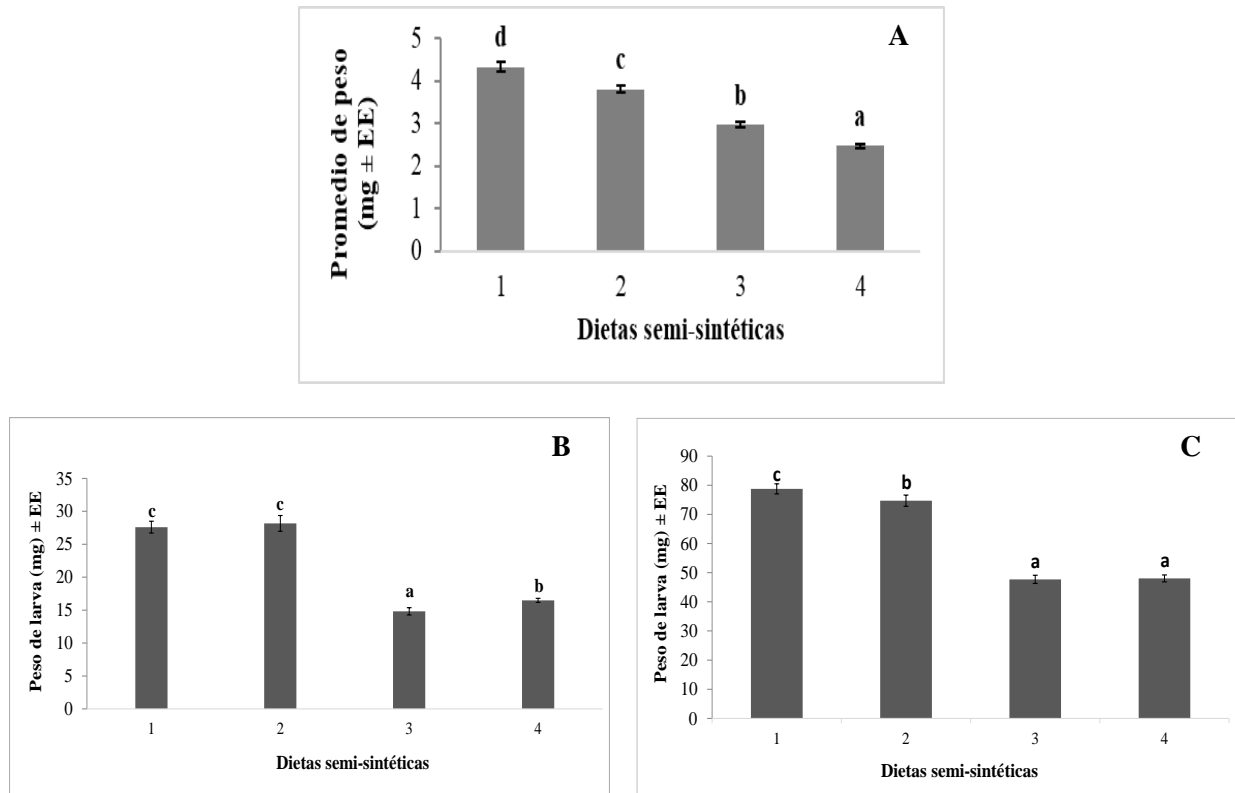 A
Promedio de peso
(mg ± EE)
5
4
3
2
1
0
d
c
b
a
1 2 3 4
Dietas semi-sintéticas
B
Peso de larva (mg) ± EE
35
30
25
20
15
10
5
0
c
c
a
b
1 2 3 4
Dietas semi-sintéticas
C
Peso de larva (mg) ± EE
90
80
70
60
50
40
30
20
10
0
c
b
a
a
1 2 3 4
Dietas semi-sintéticas